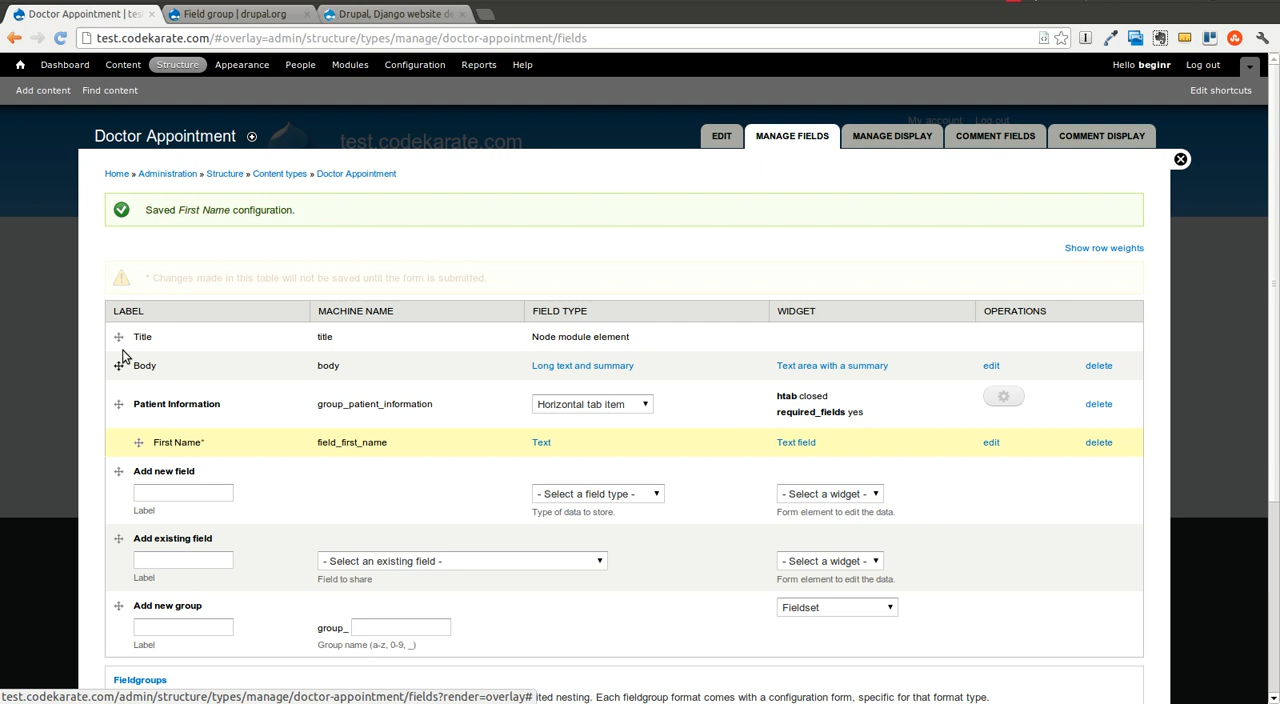 Doctor Appointment | tes
Field group | drupal.org
Drupal, Django website de
test.codekarate.com/#overlay=admin/structure/types/manage/doctor-appointment/fields
Dashboard Content Structure Appearance People Modules Configuration Reports Help
Hello beginr Log out
Add content Find content
Edit shortcuts
My account Log out
Doctor Appointment
test.codekarate.com
EDIT MANAGE FIELDS MANAGE DISPLAY COMMENT FIELDS COMMENT DISPLAY
Home » Administration » Structure » Content types » Doctor Appointment
Saved First Name configuration.
Show row weights
* Changes made in this table will not be saved until the form is submitted.
LABEL MACHINE NAME FIELD TYPE WIDGET OPERATIONS
Title title Node module element
Body body Long text and summary Text area with a summary edit delete
Patient Information group_patient_information Horizontal tab item htab closed delete
required_fields yes
First Name* field_first_name Text Text field edit delete
Add new field
- Select a field type - - Select a widget -
Label Type of data to store. Form element to edit the data.
Add existing field
- Select an existing field - - Select a widget -
Label Field to share Form element to edit the data.
Add new group Fieldset
group_
Label Group name (a-z, 0-9, _)
Fieldgroups
test.codekarate.com/admin/structure/types/manage/doctor-appointment/fields?render=overlay#
ited nesting. Each fieldgroup format comes with a configuration form, specific for that format type.